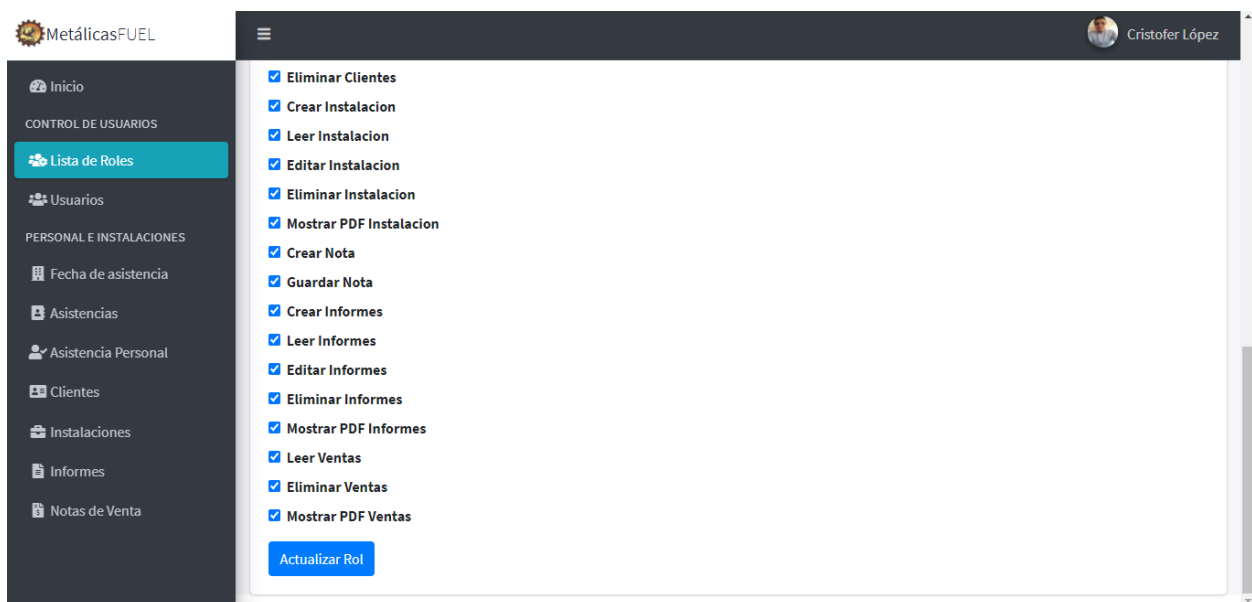 MetálicasFUEL
Cristofer López
Inicio
CONTROL DE USUARIOS
Lista de Roles
Usuarios
PERSONAL E INSTALACIONES
Fecha de asistencia
Asistencias
Asistencia Personal
Clientes
Instalaciones
Informes
Notas de Venta
Eliminar Clientes
Crear Instalacion
Leer Instalacion
Editar Instalacion
Eliminar Instalacion
Mostrar PDF Instalacion
Crear Nota
Guardar Nota
Crear Informes
Leer Informes
Editar Informes
Eliminar Informes
Mostrar PDF Informes
Leer Ventas
Eliminar Ventas
Mostrar PDF Ventas
Actualizar Rol